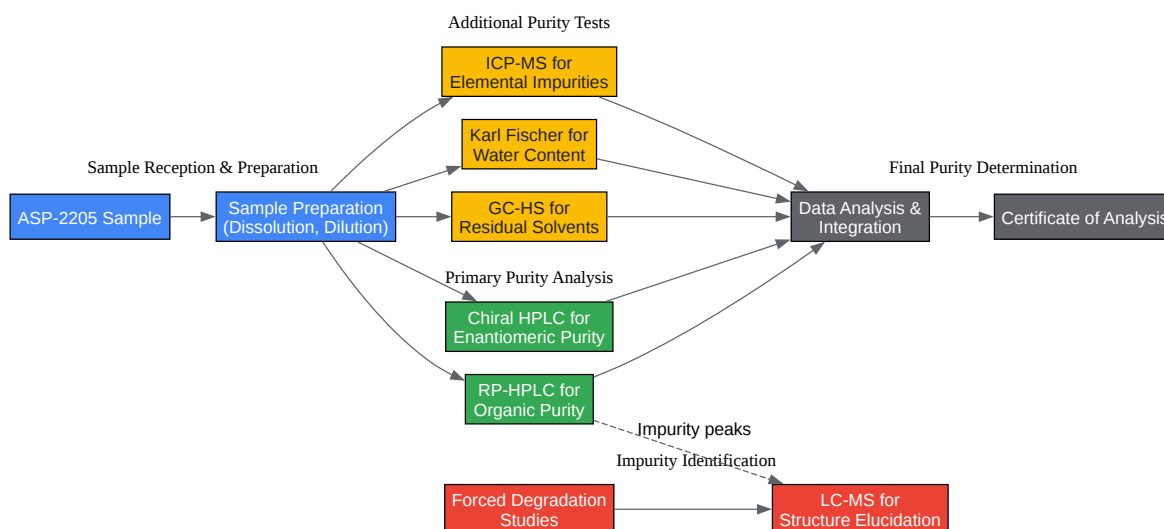 Additional Purity Tests
ICP-MS for
Elemental Impurities
Karl Fischer for
Water Content
Sample Reception & Preparation
Final Purity Determination
ASP-2205 Sample
Sample Preparation
(Dissolution, Dilution)
GC-HS for
Residual Solvents
Data Analysis &
Integration
Certificate of Analysis
Primary Purity Analysis
Chiral HPLC for
Enantiomeric Purity
RP-HPLC for
Organic Purity
Impurity peaks
Impurity Identification
Forced Degradation
Studies
LC-MS for
Structure Elucidation